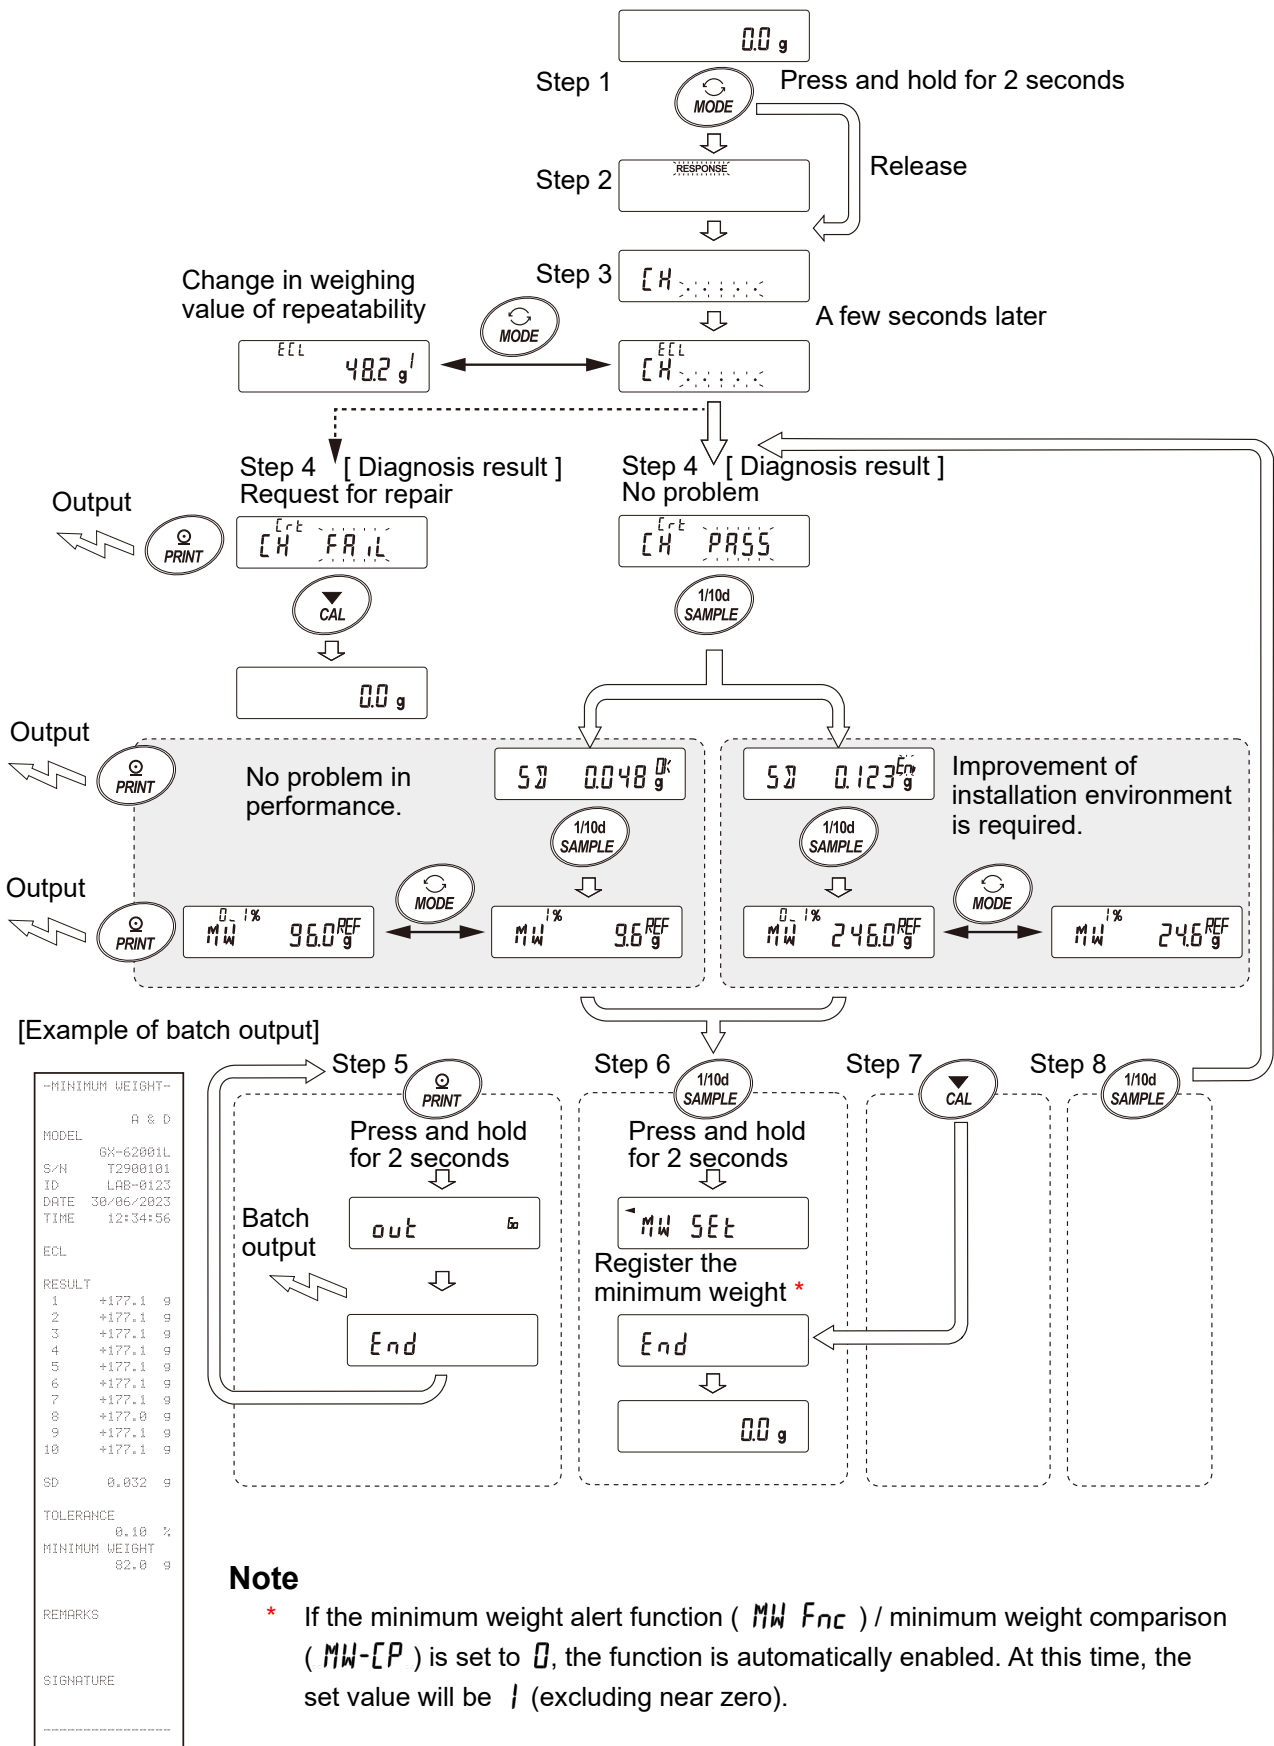 0.0 g
Step 1
MODE
Press and hold for 2 seconds
Step 2
RESPONSE
Release
Step 3
CH . . . . .
A few seconds later
Change in weighing
value of repeatability
MODE
ECL
48.2 g
ECL
CH . . . . .
Step 4 [ Diagnosis result ]
Request for repair
Output
PRINT
Crt
CH FAiL
CAL
0.0 g
Step 4 [ Diagnosis result ]
No problem
Crt
CH PASS
1/10d
SAMPLE
Output
PRINT
No problem in
performance.
SD 0.048 g OK
1/10d
SAMPLE
SD 0.123 g Env
1/10d
SAMPLE
Improvement of
installation environment
is required.
Output
PRINT
0_1%
MW 96.0 g REF
MODE
1%
MW 9.6 g REF
0_1%
MW 246.0 g REF
MODE
1%
MW 24.6 g REF
[Example of batch output]
-MINIMUM WEIGHT-
A & D
MODEL
GX-62001L
S/N T2900101
ID LAB-0123
DATE 30/06/2023
TIME 12:34:56
ECL
RESULT
1 +177.1 g
2 +177.1 g
3 +177.1 g
4 +177.1 g
5 +177.1 g
6 +177.1 g
7 +177.1 g
8 +177.0 g
9 +177.1 g
10 +177.1 g
SD 0.032 g
TOLERANCE
0.10 %
MINIMUM WEIGHT
82.0 g
REMARKS
SIGNATURE
----------------
Step 5
PRINT
Press and hold
for 2 seconds
out Go
Batch
output
End
Step 6
1/10d
SAMPLE
Press and hold
for 2 seconds
MW SEt
Register the
minimum weight *
End
0.0 g
Step 7
CAL
Step 8
1/10d
SAMPLE
Note
* If the minimum weight alert function ( MW Fnc ) / minimum weight comparison
( MW-CP ) is set to 0, the function is automatically enabled. At this time, the
set value will be 1 (excluding near zero).